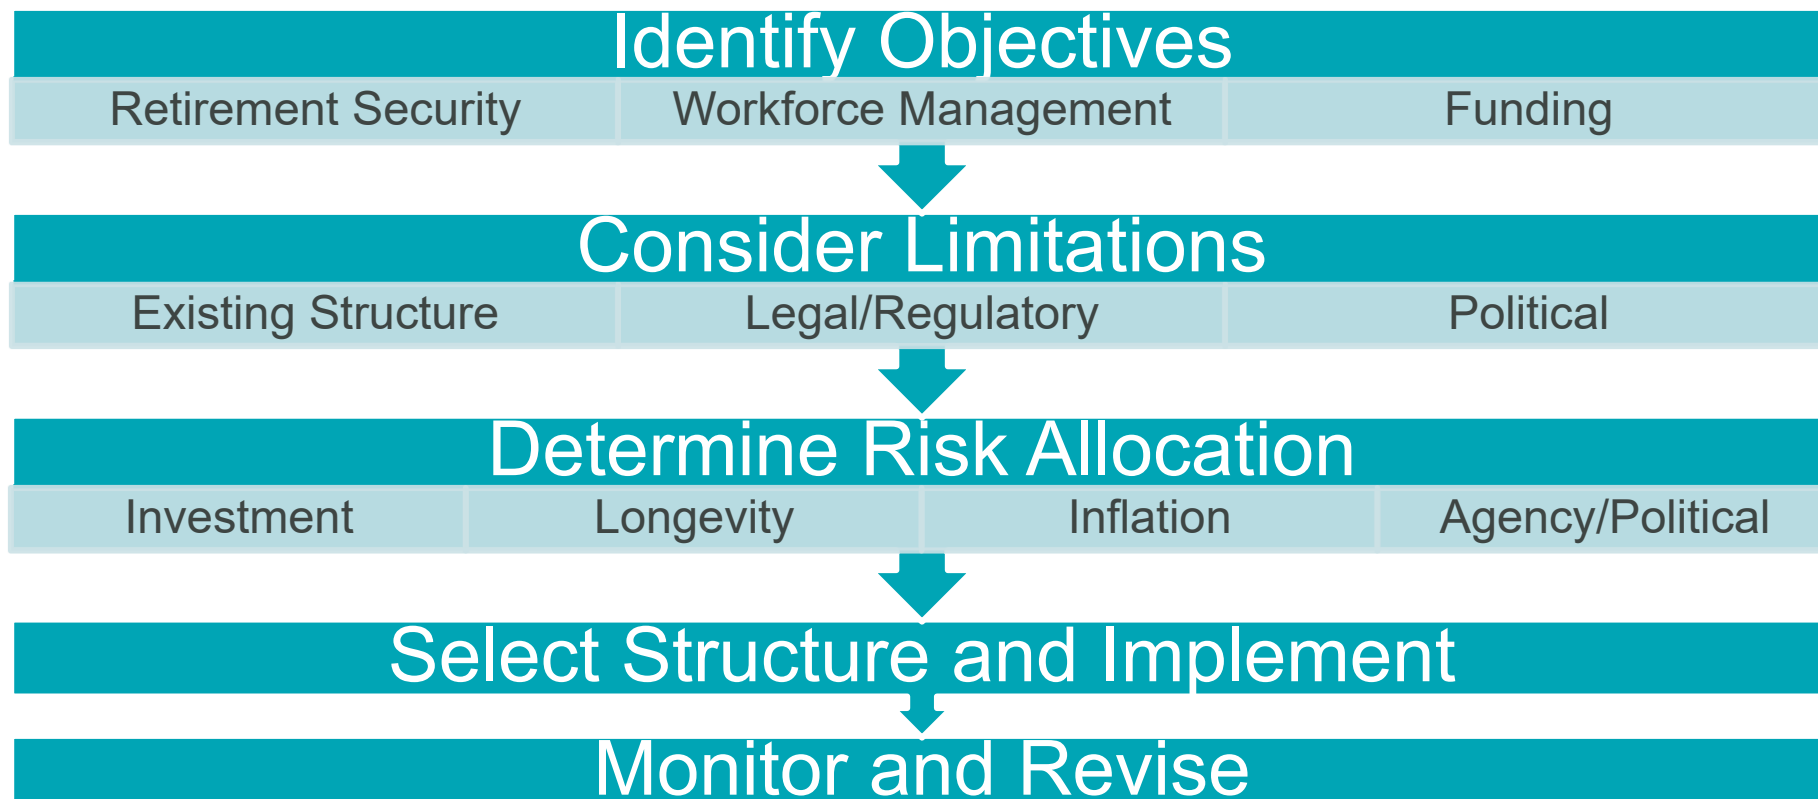 Identify Objectives
Retirement Security Workforce Management Funding
Consider Limitations
Existing Structure Legal/Regulatory Political
Determine Risk Allocation
Investment Longevity Inflation Agency/Political
Select Structure and Implement
Monitor and Revise